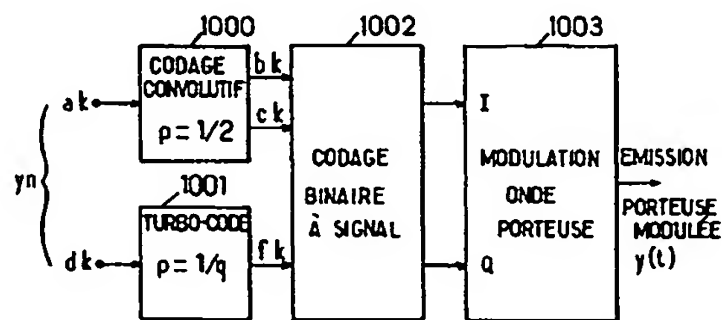 1000
1002
1003
CODAGE
CONVOLUTIF
ρ = 1/2
ak
bk
ck
yn
1001
TURBO-CODE
ρ = 1/q
dk
fk
CODAGE
BINAIRE
À SIGNAL
I
MODULATION
ONDE
PORTEUSE
Q
EMISSION
PORTEUSE
MODULÉE
y(t)